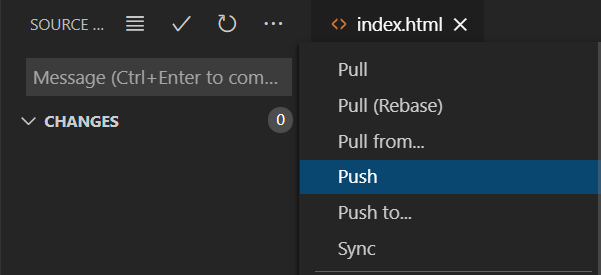 SOURCE ...
index.html
Message (Ctrl+Enter to com...
CHANGES
0
Pull
Pull (Rebase)
Pull from...
Push
Push to...
Sync